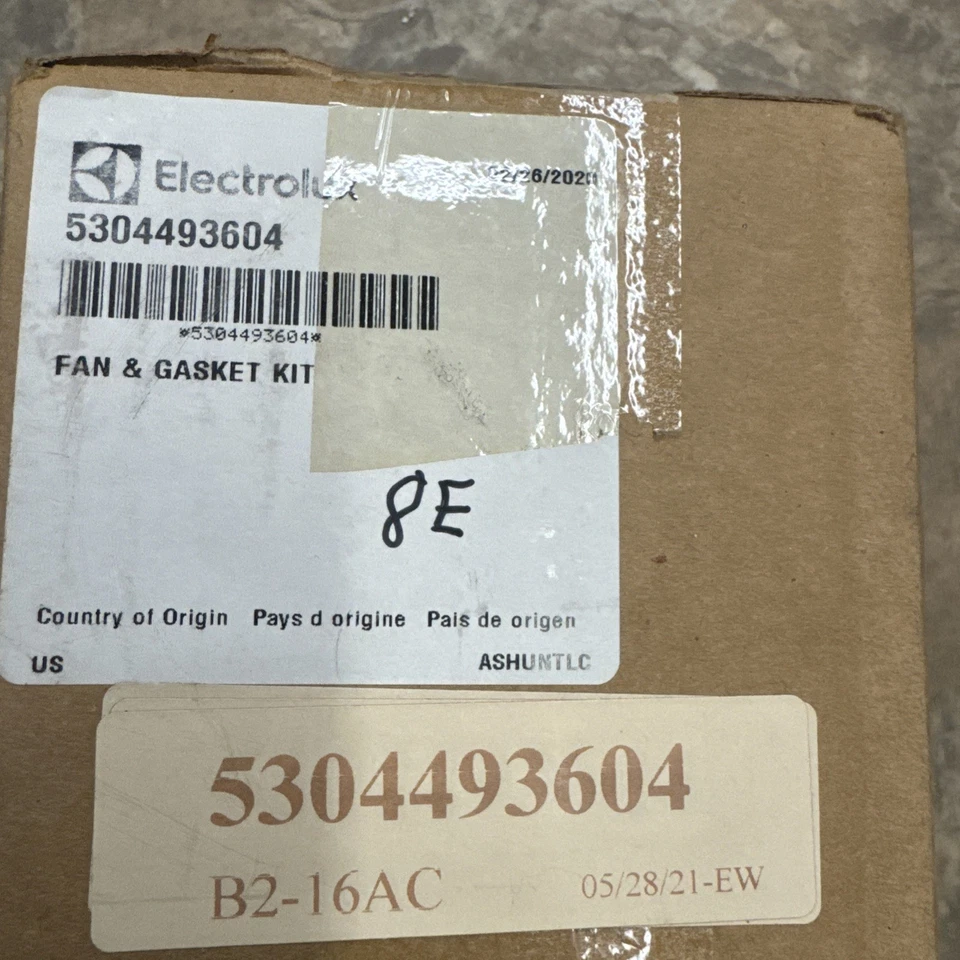 Electrolux
5304493604
*5304493604*
FAN & GASKET KIT
8E
Country of Origin Pays d origine Pais de origen
US ASHUNTLC
5304493604
B2-16AC 05/28/21-EW